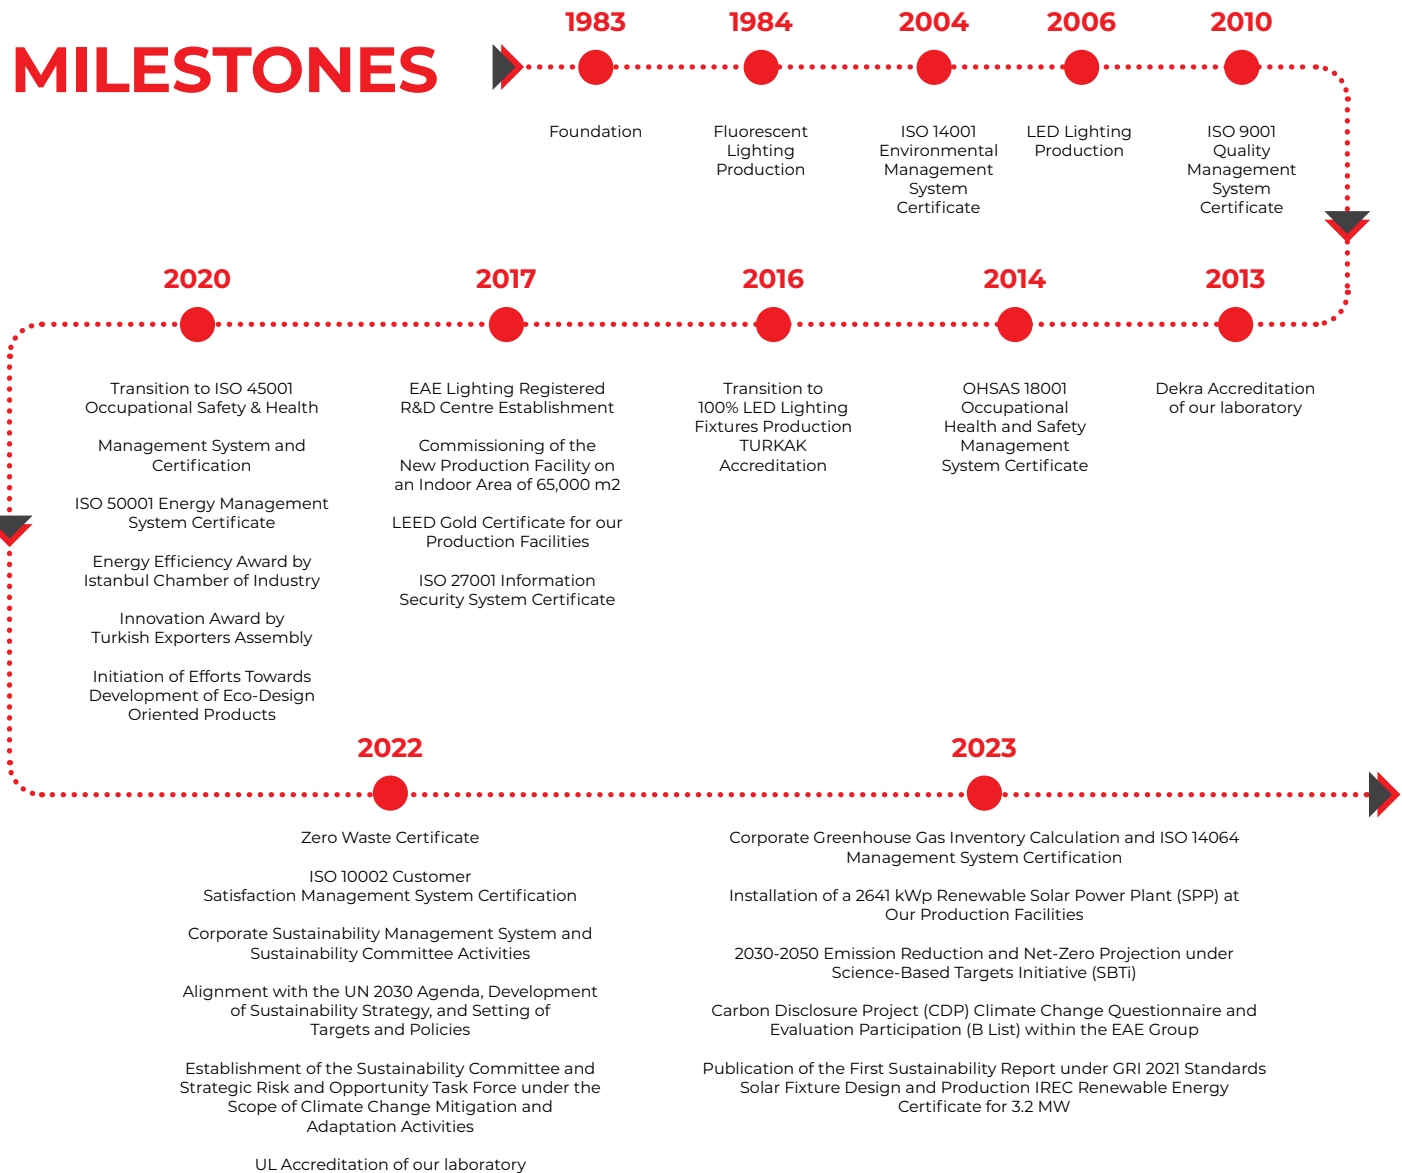 MILESTONES
1983
Foundation
1984
Fluorescent
Lighting
Production
2004
ISO 14001
Environmental
Management
System
Certificate
2006
LED Lighting
Production
2010
ISO 9001
Quality
Management
System
Certificate
2013
Dekra Accreditation
of our laboratory
2014
OHSAS 18001
Occupational
Health and Safety
Management
System Certificate
2016
Transition to
100% LED Lighting
Fixtures Production
TURKAK
Accreditation
2017
EAE Lighting Registered
R&D Centre Establishment
Commissioning of the
New Production Facility on
an Indoor Area of 65,000 m2
LEED Gold Certificate for our
Production Facilities
ISO 27001 Information
Security System Certificate
2020
Transition to ISO 45001
Occupational Safety & Health
Management System and
Certification
ISO 50001 Energy Management
System Certificate
Energy Efficiency Award by
Istanbul Chamber of Industry
Innovation Award by
Turkish Exporters Assembly
Initiation of Efforts Towards
Development of Eco-Design
Oriented Products
2022
Zero Waste Certificate
ISO 10002 Customer
Satisfaction Management System Certification
Corporate Sustainability Management System and
Sustainability Committee Activities
Alignment with the UN 2030 Agenda, Development
of Sustainability Strategy, and Setting of
Targets and Policies
Establishment of the Sustainability Committee and
Strategic Risk and Opportunity Task Force under the
Scope of Climate Change Mitigation and
Adaptation Activities
UL Accreditation of our laboratory
2023
Corporate Greenhouse Gas Inventory Calculation and ISO 14064
Management System Certification
Installation of a 2641 kWp Renewable Solar Power Plant (SPP) at
Our Production Facilities
2030-2050 Emission Reduction and Net-Zero Projection under
Science-Based Targets Initiative (SBTi)
Carbon Disclosure Project (CDP) Climate Change Questionnaire and
Evaluation Participation (B List) within the EAE Group
Publication of the First Sustainability Report under GRI 2021 Standards
Solar Fixture Design and Production IREC Renewable Energy
Certificate for 3.2 MW